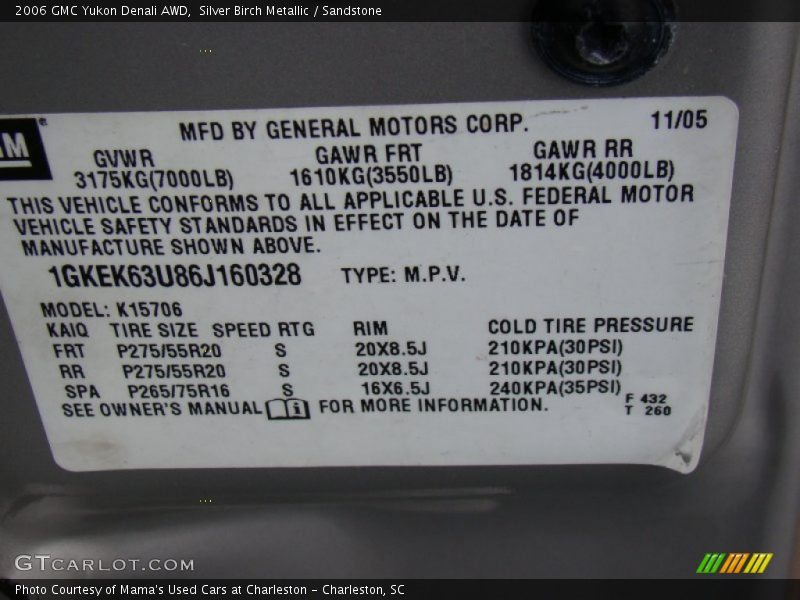 2006 GMC Yukon Denali AWD,  Silver Birch Metallic / Sandstone
MFD BY GENERAL MOTORS CORP. 11/05
GM
GVWR GAWR FRT GAWR RR
3175KG(7000LB) 1610KG(3550LB) 1814KG(4000LB)
THIS VEHICLE CONFORMS TO ALL APPLICABLE U.S. FEDERAL MOTOR
VEHICLE SAFETY STANDARDS IN EFFECT ON THE DATE OF
MANUFACTURE SHOWN ABOVE.
1GKEK63U86J160328 TYPE: M.P.V.
MODEL: K15706
KAIQ TIRE SIZE SPEED RTG RIM COLD TIRE PRESSURE
FRT P275/55R20 S 20X8.5J 210KPA(30PSI)
RR P275/55R20 S 20X8.5J 210KPA(30PSI)
SPA P265/75R16 S 16X6.5J 240KPA(35PSI)
SEE OWNER'S MANUAL FOR MORE INFORMATION.
F 432
T 260
GTCARLOT.COM
Photo Courtesy of Mama's Used Cars at Charleston - Charleston, SC